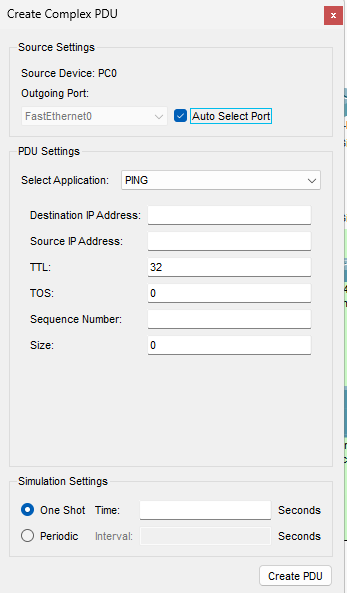 Create Complex PDU
x
Source Settings
Source Device: PC0
Outgoing Port:
FastEthernet0 Auto Select Port
PDU Settings
Select Application: PING
Destination IP Address:
Source IP Address:
TTL: 32
TOS: 0
Sequence Number:
Size: 0
Simulation Settings
One Shot Time: Seconds
Periodic Interval: Seconds
Create PDU